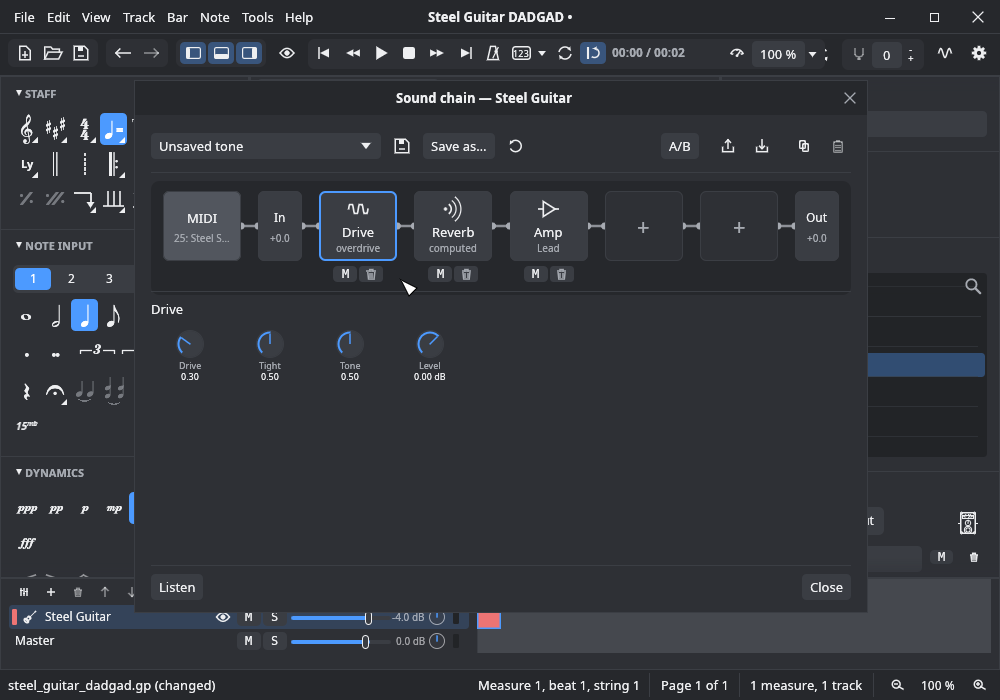 File Edit View Track Bar Note Tools Help
Steel Guitar DADGAD •
123
00:00 / 00:02
100 %
0
STAFF
Sound chain — Steel Guitar
Unsaved tone
Save as...
A/B
Ly
MIDI
25: Steel S...
In
+0.0
Drive
overdrive
Reverb
computed
Amp
Lead
+
+
Out
+0.0
M
M
M
NOTE INPUT
1 2 3
Drive
Drive
0.30
Tight
0.50
Tone
0.50
Level
0.00 dB
3
15mb
DYNAMICS
ppp pp p mp
fff
M
Listen
Close
Steel Guitar
M S
-4.0 dB
Master
M S
0.0 dB
steel_guitar_dadgad.gp (changed)
Measure 1, beat 1, string 1
Page 1 of 1
1 measure, 1 track
100 %